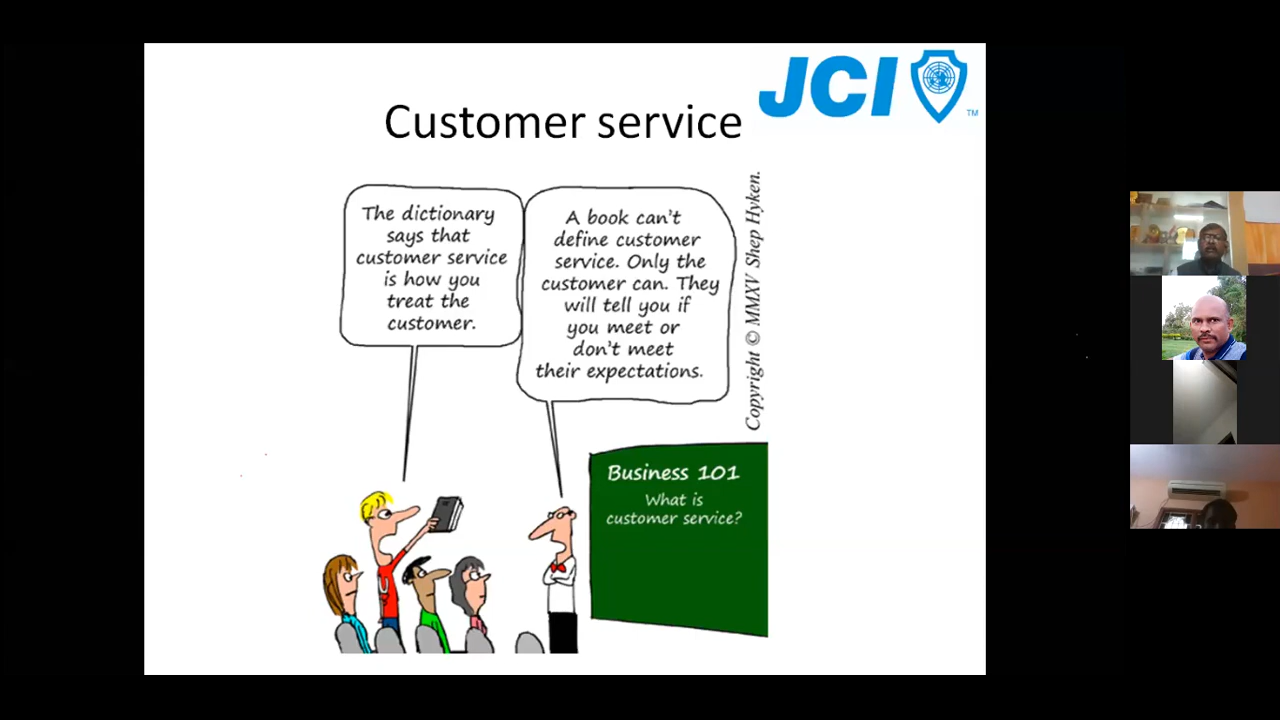 JCI
TM
Customer service
The dictionary
says that
customer service
is how you
treat the
customer.
A book can't
define customer
service. Only the
customer can. They
will tell you if
you meet or
don't meet
their expectations.
Copyright © MMXV Shep Hyken.
Business 101
What is
customer service?
U